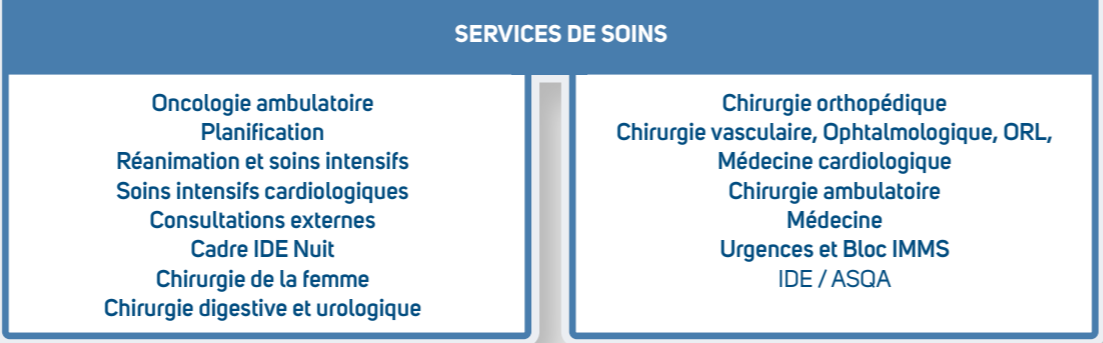 SERVICES DE SOINS
Oncologie ambulatoire
Planification
Réanimation et soins intensifs
Soins intensifs cardiologiques
Consultations externes
Cadre IDE Nuit
Chirurgie de la femme
Chirurgie digestive et urologique
Chirurgie orthopédique
Chirurgie vasculaire, Ophtalmologique, ORL,
Médecine cardiologique
Chirurgie ambulatoire
Médecine
Urgences et Bloc IMMS
IDE / ASQA